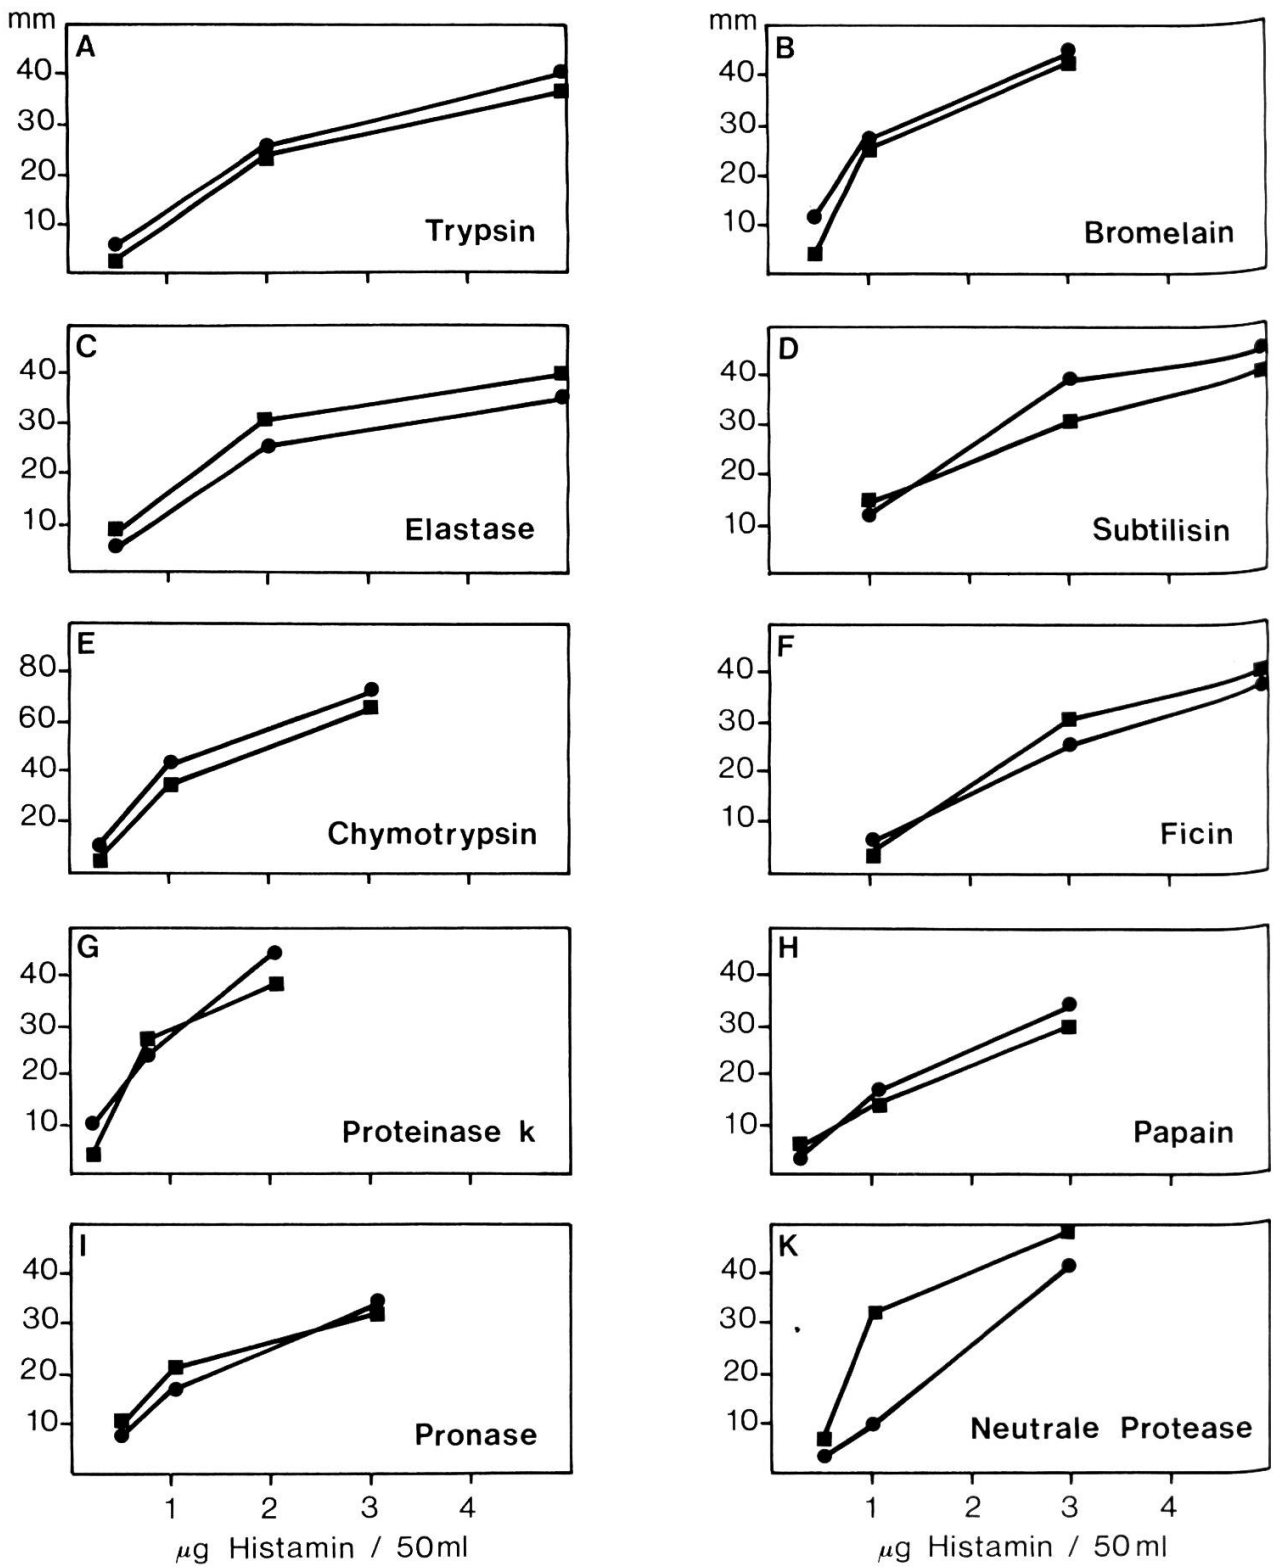 mm
A
40
30
20
10
Trypsin
mm
B
40
30
20
10
Bromelain
C
40
30
20
10
Elastase
D
40
30
20
10
Subtilisin
E
80
60
40
20
Chymotrypsin
F
40
30
20
10
Ficin
G
40
30
20
10
Proteinase k
H
40
30
20
10
Papain
I
40
30
20
10
Pronase
1 2 3 4
μg Histamin / 50ml
K
40
30
20
10
Neutrale Protease
1 2 3 4
μg Histamin / 50ml